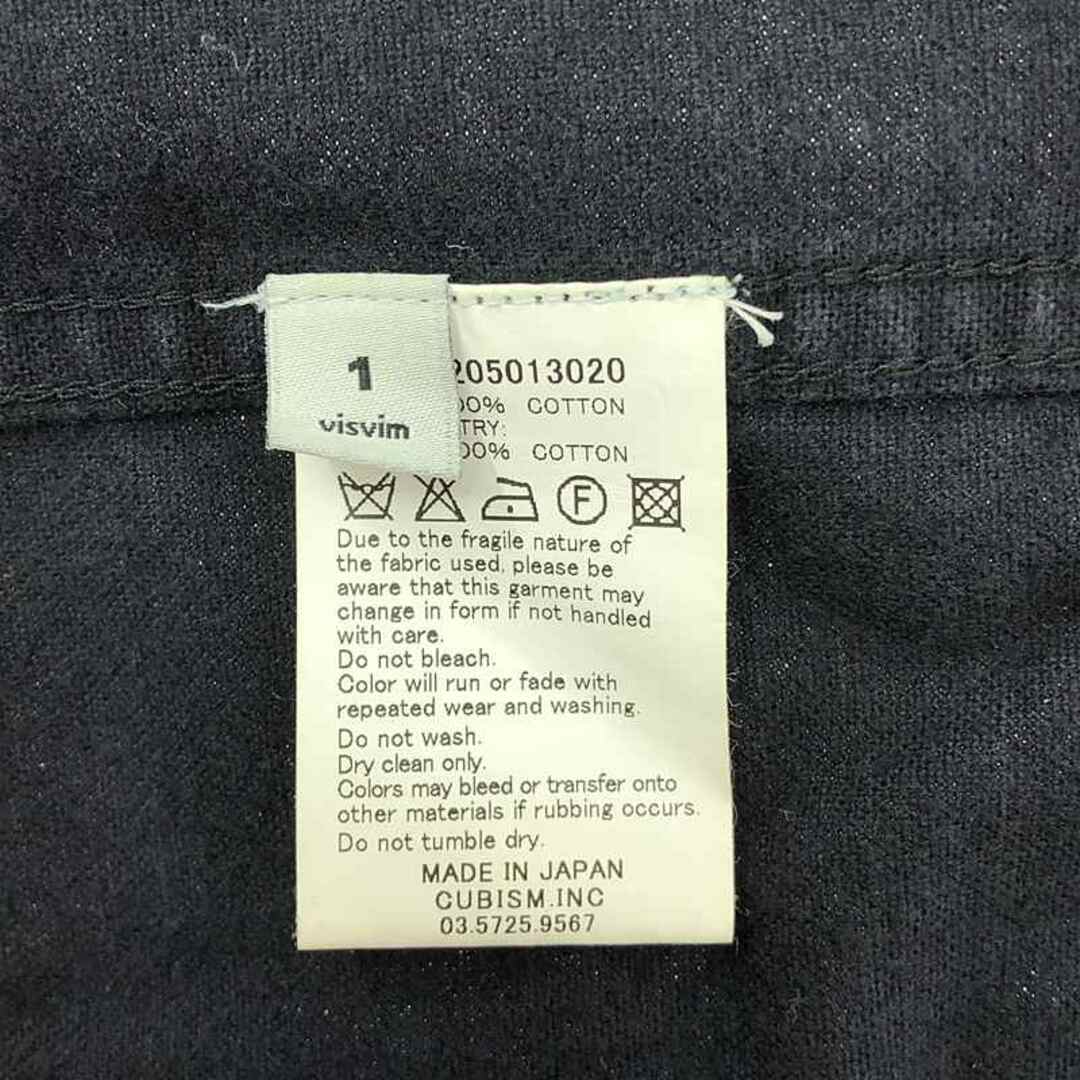 1
visvim
205013020
00% COTTON
TRY:
00% COTTON
F
Due to the fragile nature of
the fabric used, please be
aware that this garment may
change in form if not handled
with care.
Do not bleach.
Color will run or fade with
repeated wear and washing.
Do not wash.
Dry clean only.
Colors may bleed or transfer onto
other materials if rubbing occurs.
Do not tumble dry.
MADE IN JAPAN
CUBISM.INC
03.5725.9567